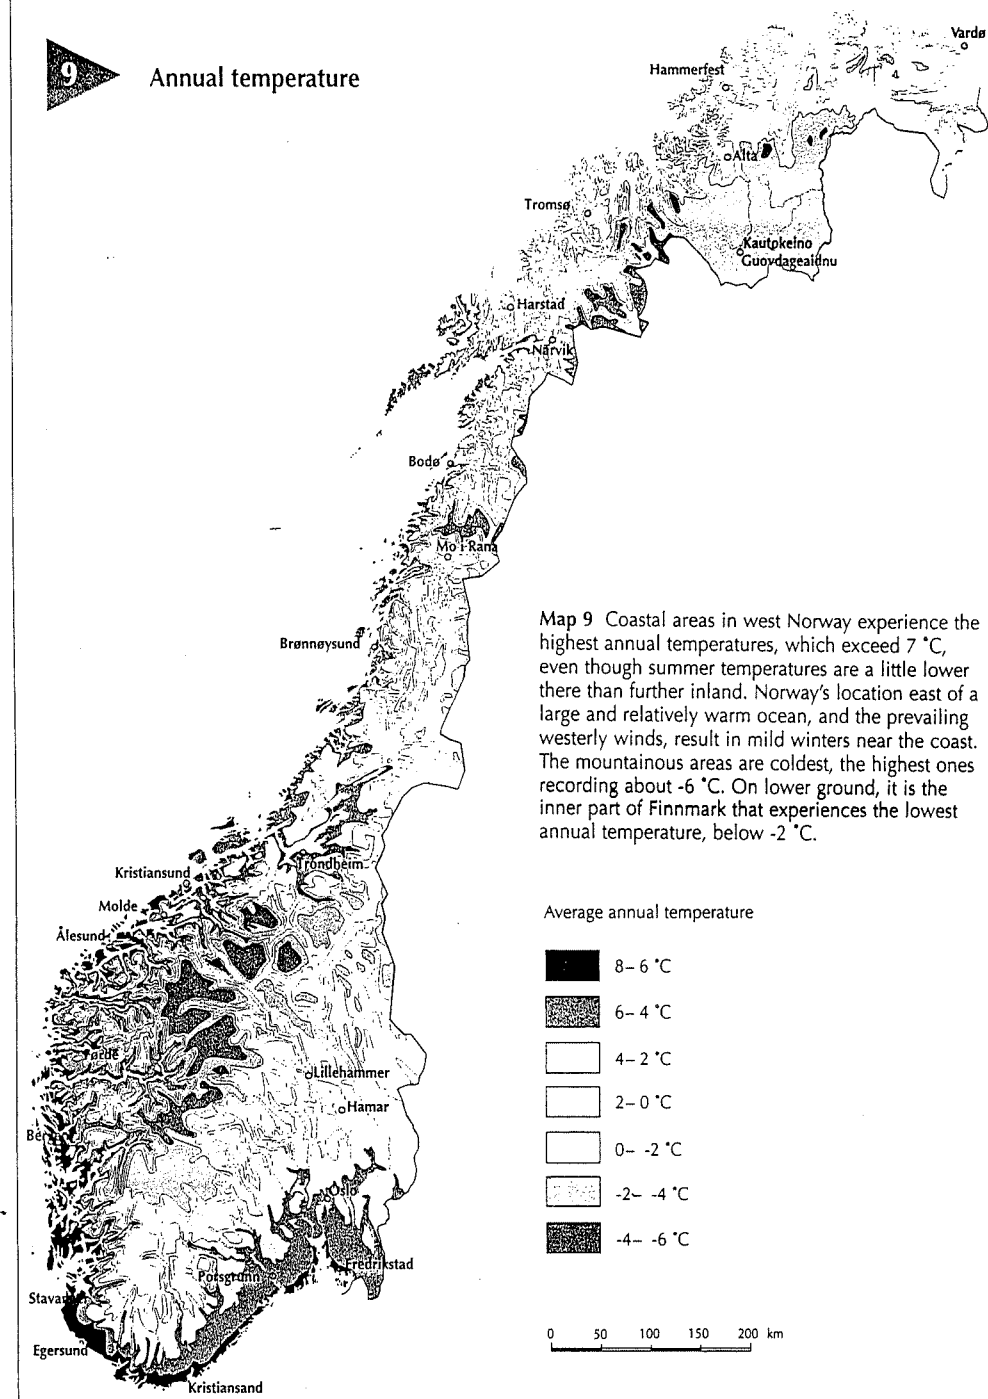 9
Annual temperature
Vardø
Hammerfest
Alta
Tromsø
Kautokeino
Guovdageaidnu
Harstad
Narvik
Bodø
Mo i Rana
Brønnøysund
Map 9 Coastal areas in west Norway experience the
highest annual temperatures, which exceed 7 °C,
even though summer temperatures are a little lower
there than further inland. Norway's location east of a
large and relatively warm ocean, and the prevailing
westerly winds, result in mild winters near the coast.
The mountainous areas are coldest, the highest ones
recording about -6 °C. On lower ground, it is the
inner part of Finnmark that experiences the lowest
annual temperature, below -2 °C.
Trondheim
Kristiansund
Molde
Ålesund
Førde
Lillehammer
Hamar
Oslo
Fredrikstad
Porsgrunn
Egersund
Kristiansand
Average annual temperature
8– 6 °C
6– 4 °C
4– 2 °C
2– 0 °C
0– -2 °C
-2– -4 °C
-4– -6 °C
0 50 100 150 200 km